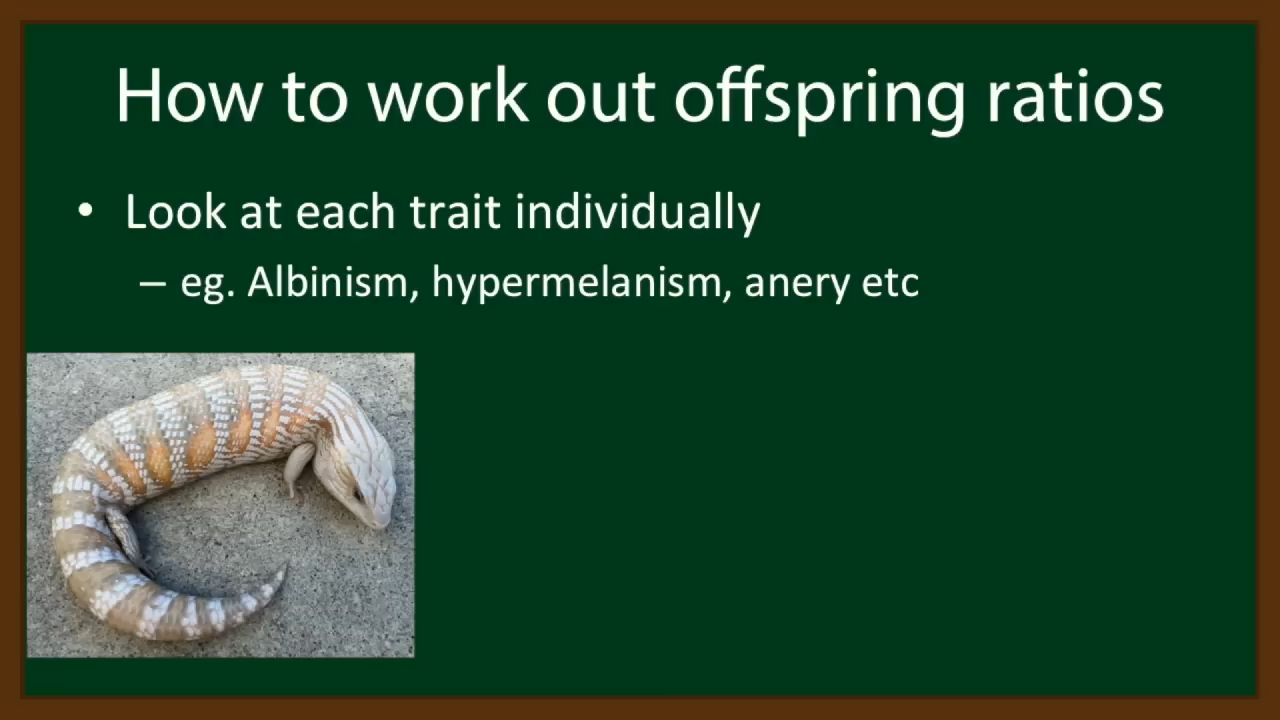 How to work out offspring ratios
• Look at each trait individually
– eg. Albinism, hypermelanism, anery etc